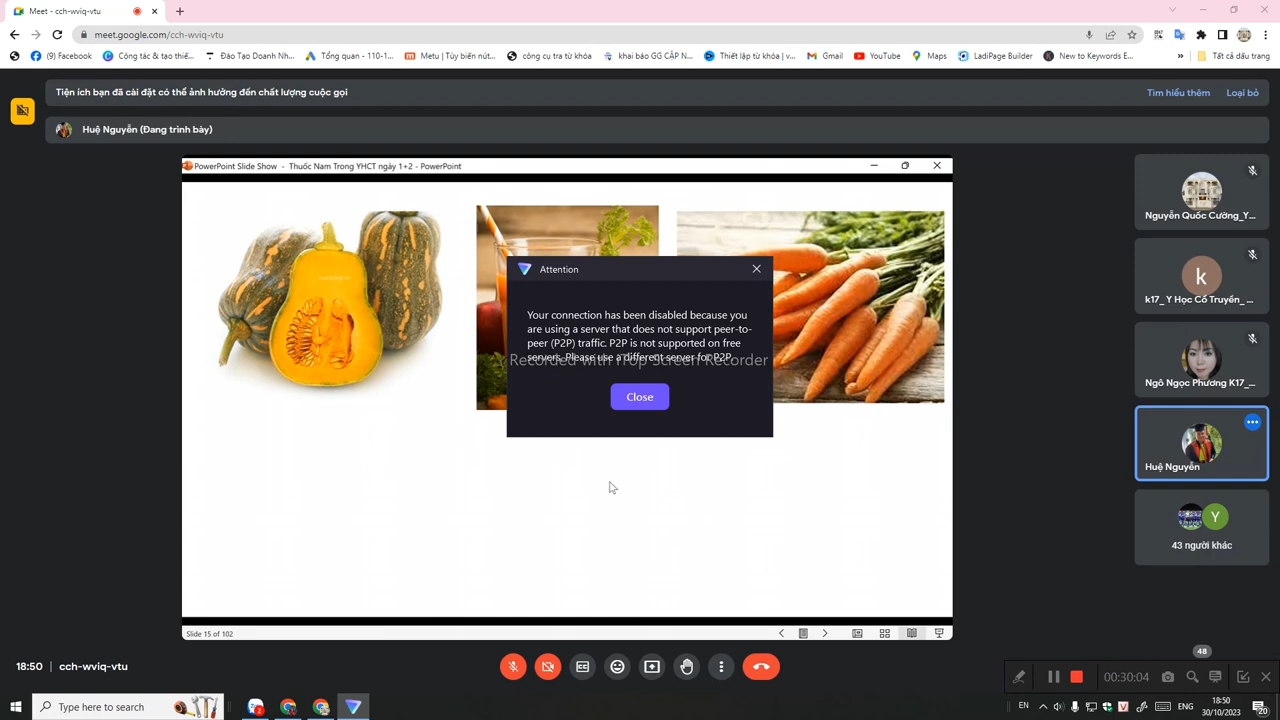 Meet - cch-wviq-vtu
meet.google.com/cch-wviq-vtu
Facebook
Công tác & tạo thiế...
Đào Tạo Doanh Nh...
Tổng quan - 110-1...
Metu | Tùy biến nút...
công cụ tra từ khóa
khai báo GG CẬP N...
Thiết lập từ khóa | v...
Gmail
YouTube
Maps
LadiPage Builder
New to Keywords E...
»
Tất cả dấu trang
Tiện ích bạn đã cài đặt có thể ảnh hưởng đến chất lượng cuộc gọi
Tìm hiểu thêm
Loại bỏ
Huệ Nguyễn (Đang trình bày)
PowerPoint Slide Show - Thuốc Nam Trong YHCT ngày 1+2 - PowerPoint
Attention
Your connection has been disabled because you
are using a server that does not support peer-to-
peer (P2P) traffic. P2P is not supported on free
servers. Please use a different server for P2P.
Recorded with iTop Screen Recorder
Close
Nguyễn Quốc Cường_Y...
k
k17_ Y Học Cổ Truyền_ ...
Ngô Ngọc Phương K17_...
Huệ Nguyễn
Y
43 người khác
Slide 15 of 102
18:50
cch-wviq-vtu
48
00:30:04
Type here to search
2
EN
V
ENG
18:50
30/10/2023
20